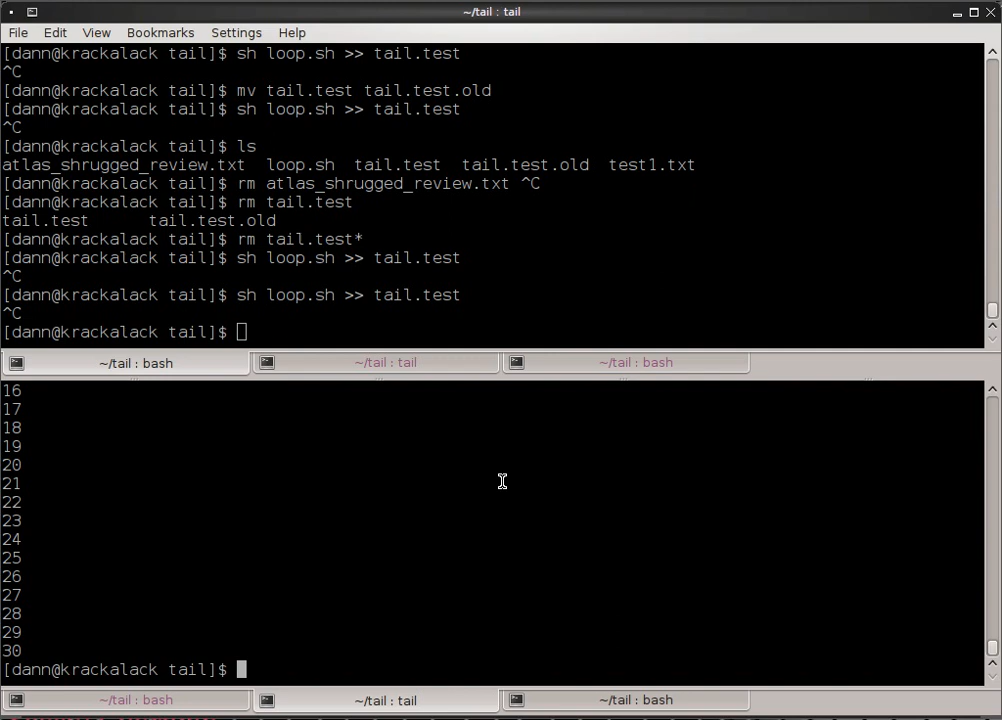 ~/tail : tail
File Edit View Bookmarks Settings Help
[dann@krackalack tail]$ sh loop.sh >> tail.test
^C
[dann@krackalack tail]$ mv tail.test tail.test.old
[dann@krackalack tail]$ sh loop.sh >> tail.test
^C
[dann@krackalack tail]$ ls
atlas_shrugged_review.txt  loop.sh  tail.test  tail.test.old  test1.txt
[dann@krackalack tail]$ rm atlas_shrugged_review.txt ^C
[dann@krackalack tail]$ rm tail.test
tail.test      tail.test.old
[dann@krackalack tail]$ rm tail.test*
[dann@krackalack tail]$ sh loop.sh >> tail.test
^C
[dann@krackalack tail]$ sh loop.sh >> tail.test
^C
[dann@krackalack tail]$
~/tail : bash ~/tail : tail ~/tail : bash
16
17
18
19
20
21
22
23
24
25
26
27
28
29
30
[dann@krackalack tail]$
~/tail : bash ~/tail : tail ~/tail : bash